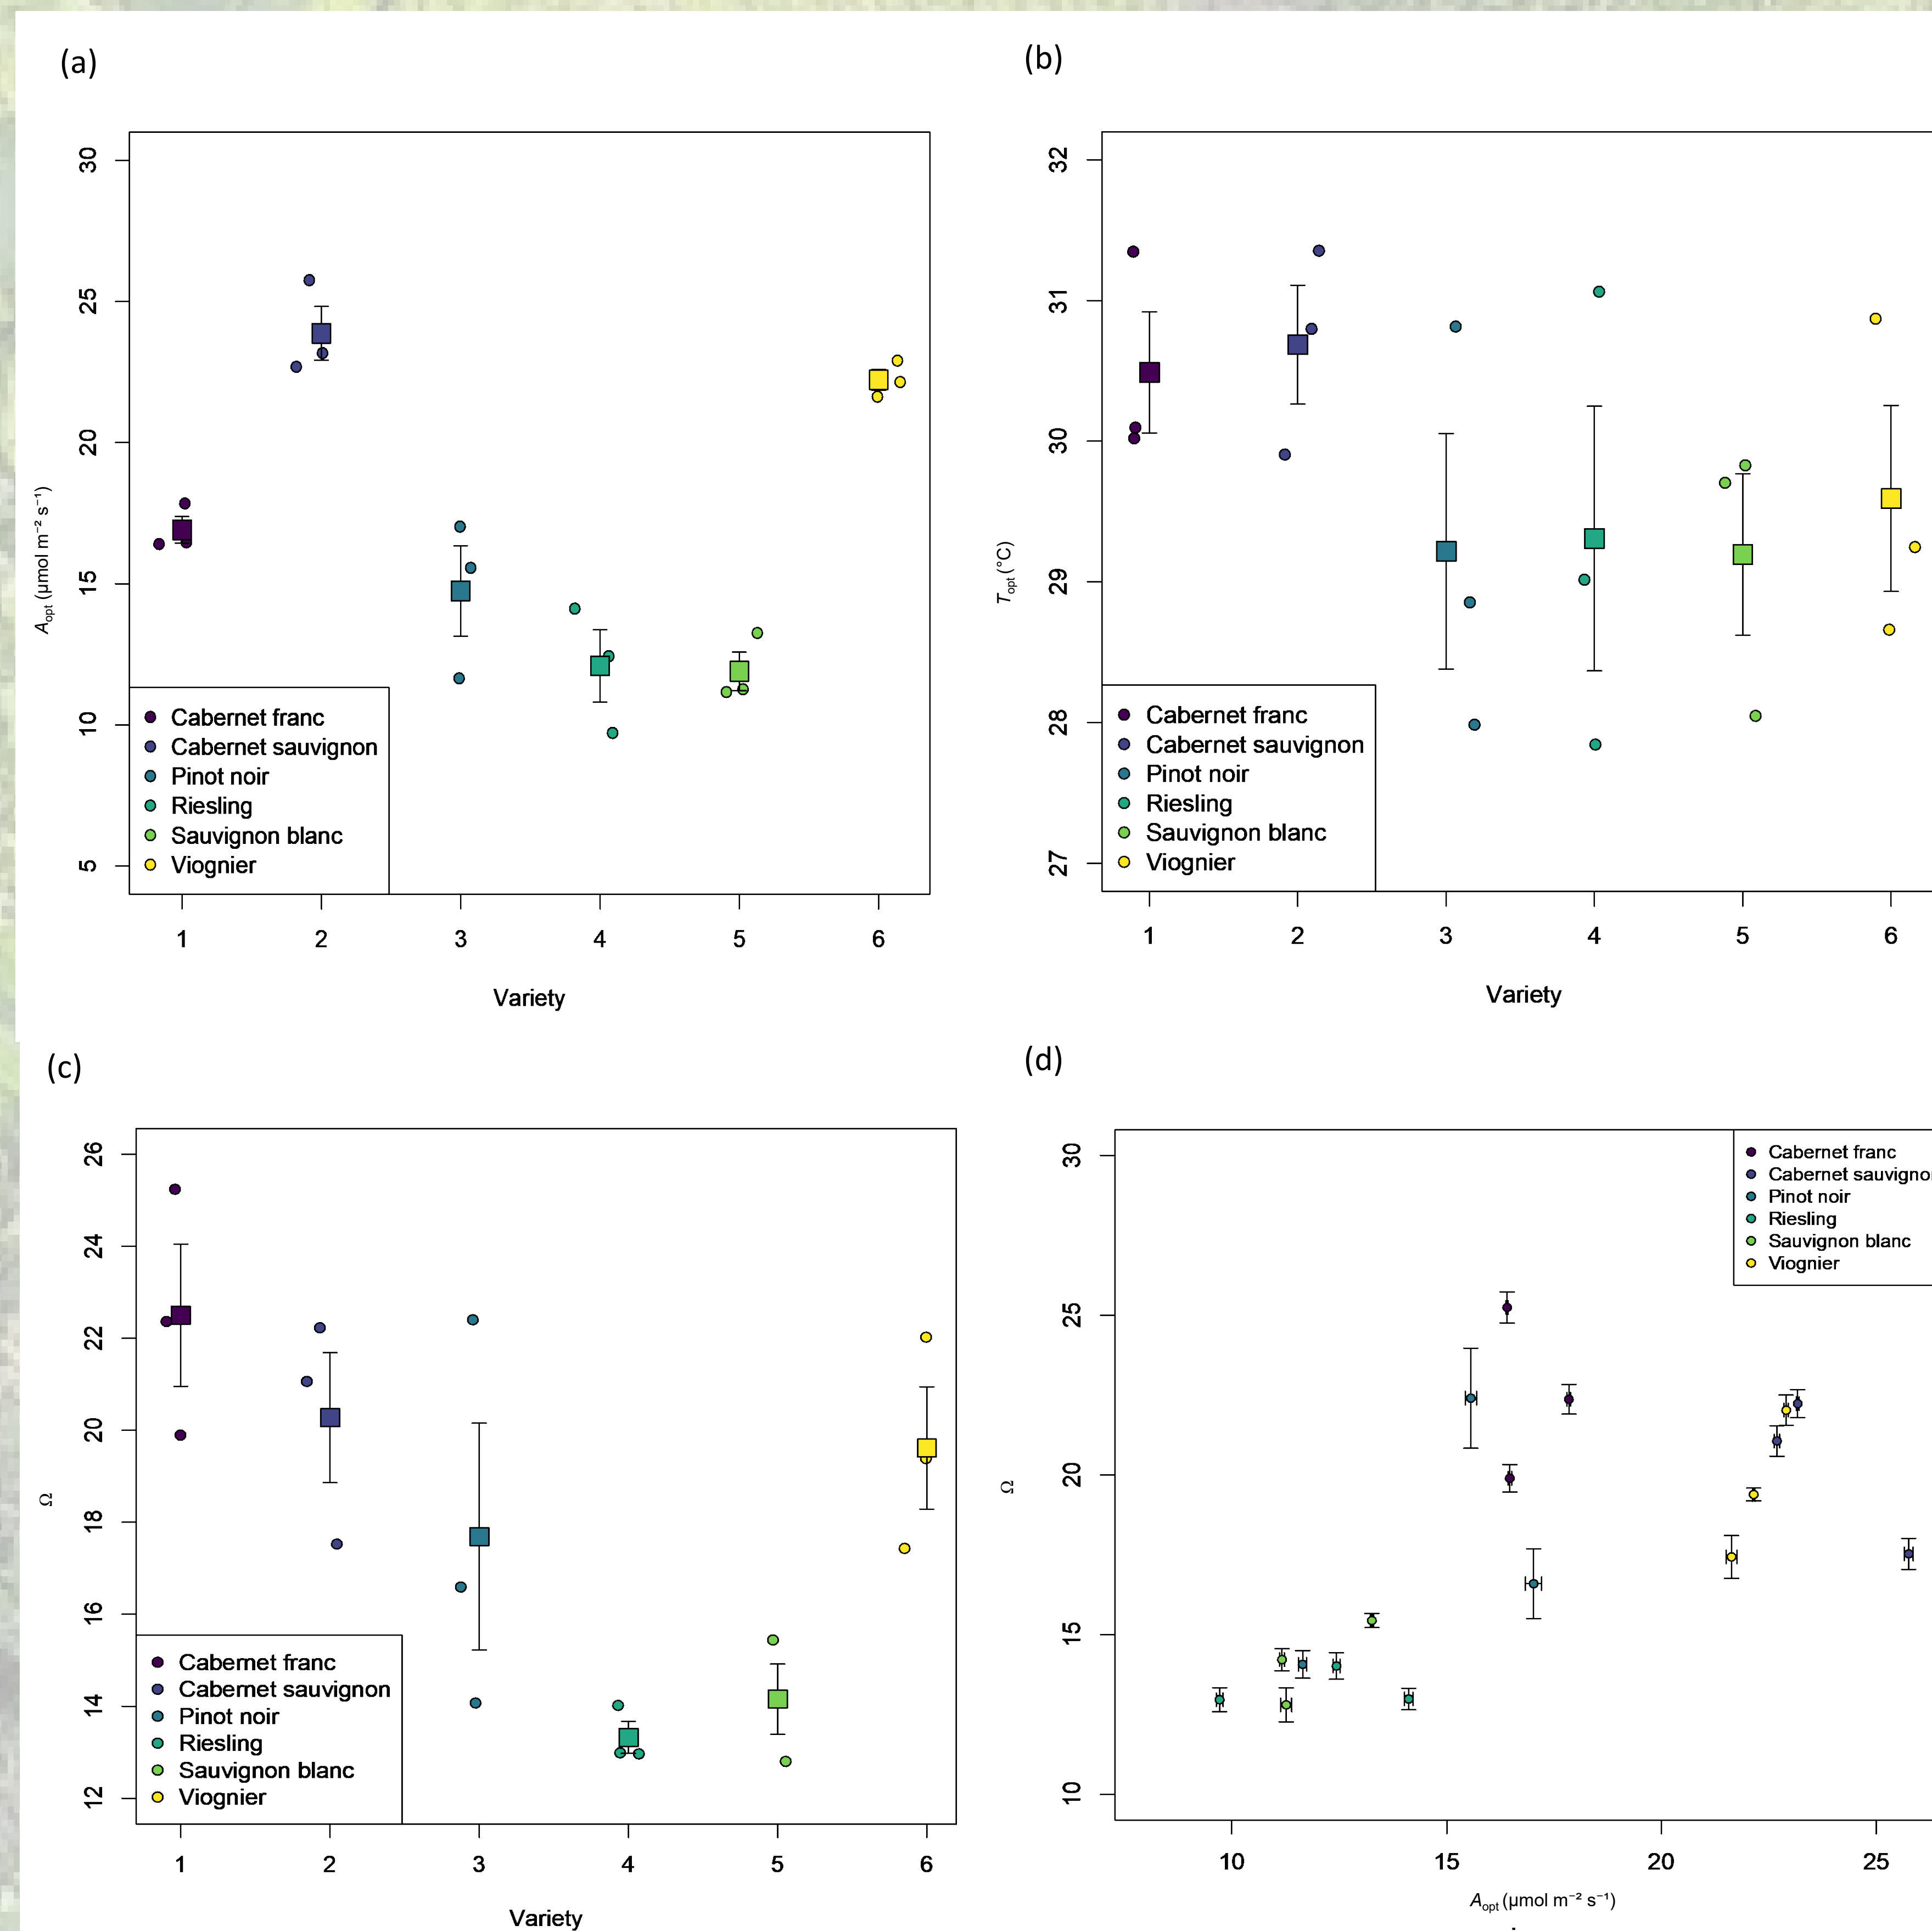 (a)
30
25
20
15
10
5
Aopt (µmol m⁻² s⁻¹)
Cabernet franc
Cabernet sauvignon
Pinot noir
Riesling
Sauvignon blanc
Viognier
1 2 3 4 5 6
Variety
(b)
32
31
30
29
28
27
Topt (°C)
Cabernet franc
Cabernet sauvignon
Pinot noir
Riesling
Sauvignon blanc
Viognier
1 2 3 4 5 6
Variety
(c)
26
24
22
20
18
16
14
12
Ω
Cabernet franc
Cabernet sauvignon
Pinot noir
Riesling
Sauvignon blanc
Viognier
1 2 3 4 5 6
Variety
(d)
30
25
20
15
10
Ω
Cabernet franc
Cabernet sauvigno
Pinot noir
Riesling
Sauvignon blanc
Viognier
10 15 20 25
Aopt (µmol m⁻² s⁻¹)